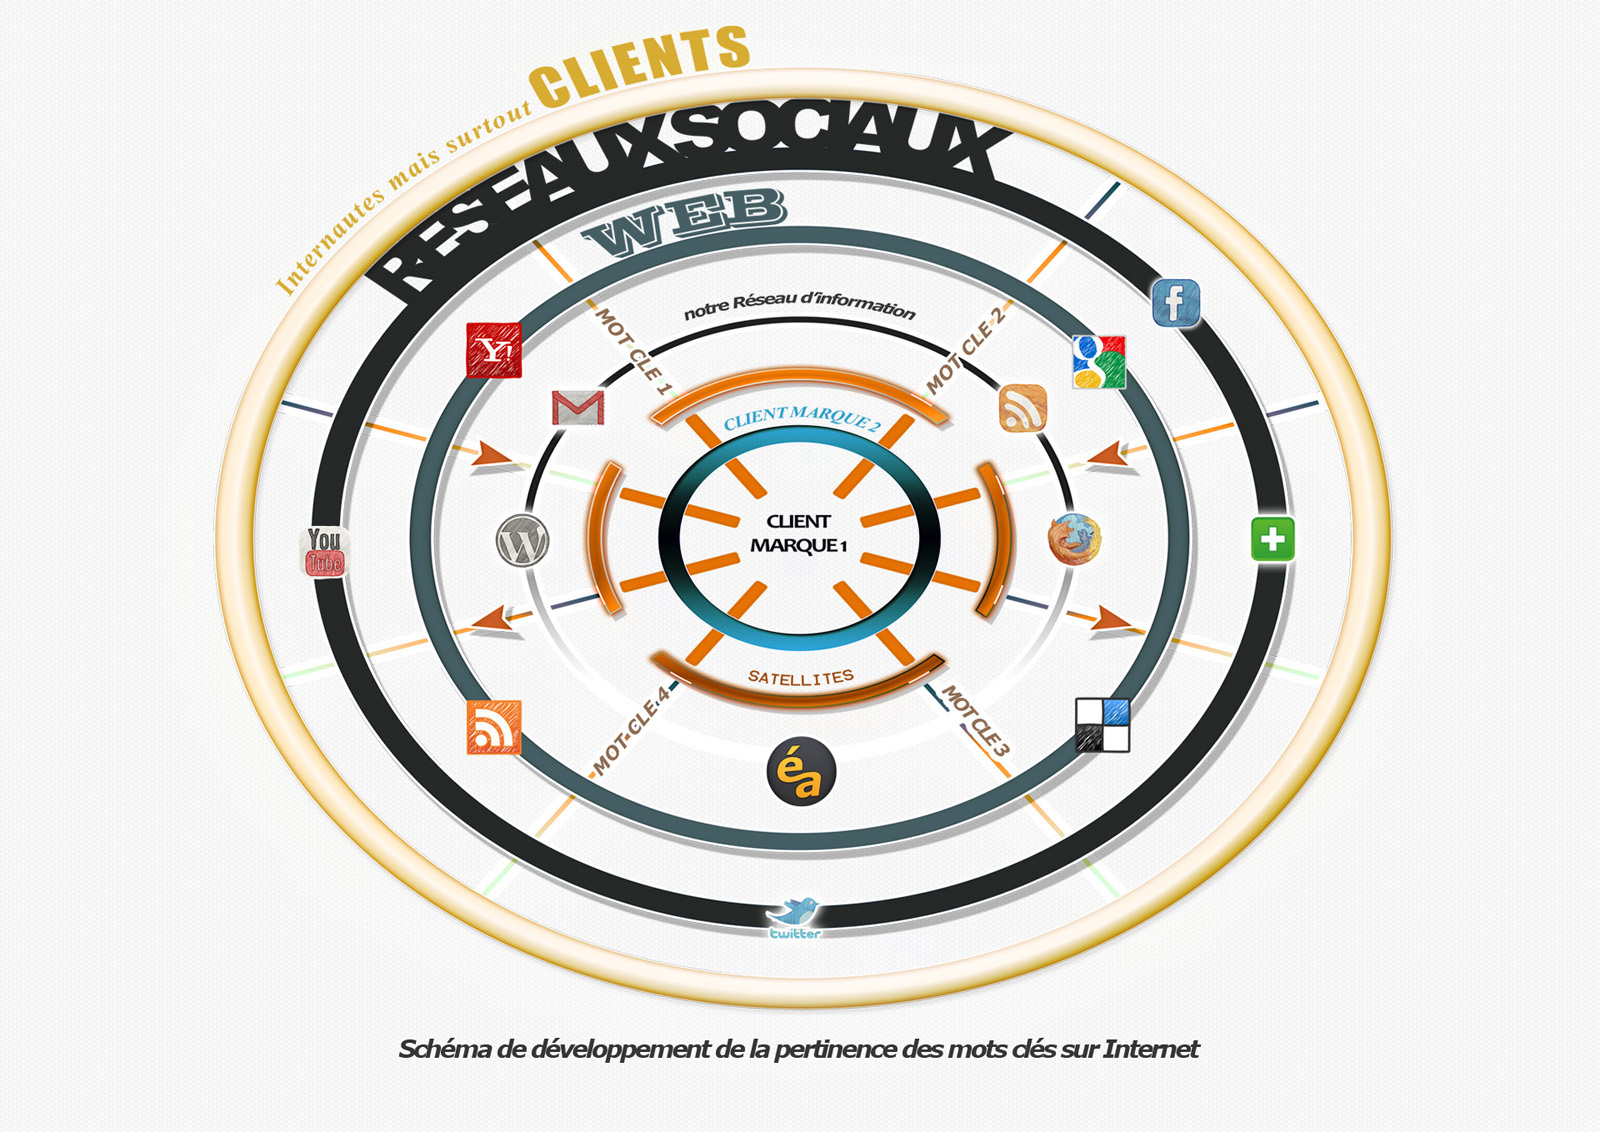 Internautes mais surtout CLIENTS
RESEAUX SOCIAUX
WEB
notre Réseau d'information
MOT CLE 1
MOT CLE 2
CLIENT MARQUE 2
CLIENT
MARQUE 1
SATELLITES
MOT CLE 4
MOT CLE 3
Y!
f
g
M
You
Tube
W
éa
twitter
Schéma de développement de la pertinence des mots clés sur Internet